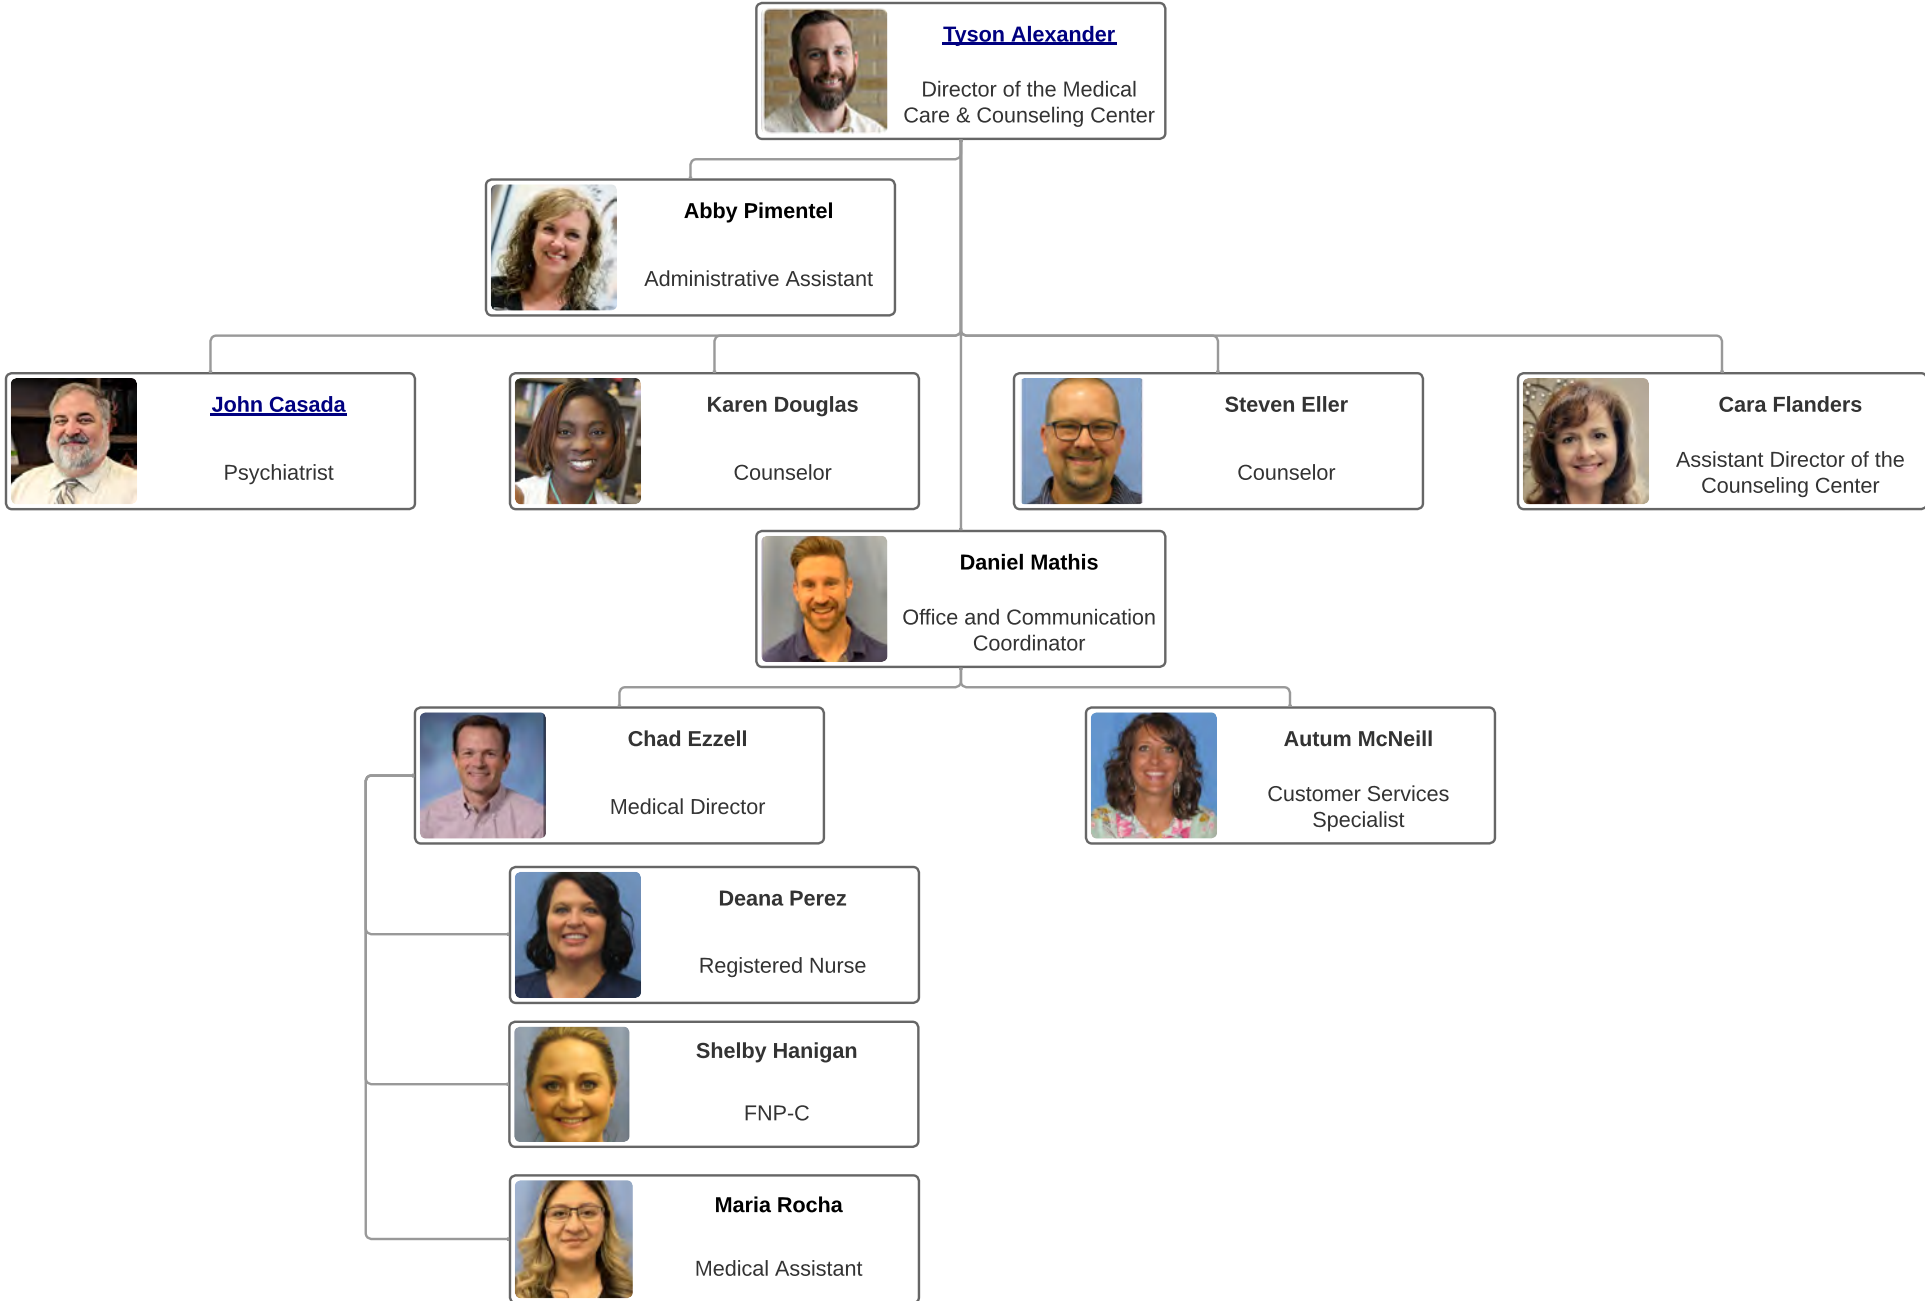 Tyson Alexander
Director of the Medical
Care & Counseling Center
Abby Pimentel
Administrative Assistant
John Casada
Psychiatrist
Karen Douglas
Counselor
Steven Eller
Counselor
Cara Flanders
Assistant Director of the
Counseling Center
Daniel Mathis
Office and Communication
Coordinator
Chad Ezzell
Medical Director
Autum McNeill
Customer Services
Specialist
Deana Perez
Registered Nurse
Shelby Hanigan
FNP-C
Maria Rocha
Medical Assistant